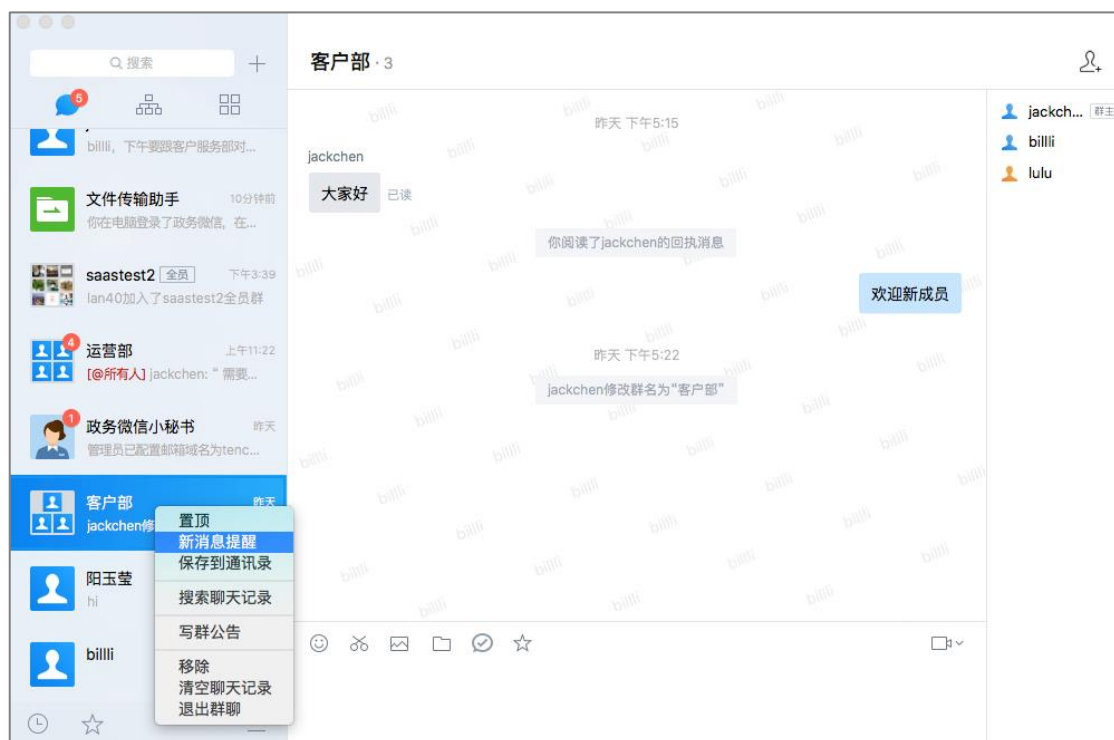 搜索
5
billli，下午要跟客户服务部对...
文件传输助手 10分钟前
你在电脑登录了政务微信，在...
saastest2 全员 下午3:39
lan40加入了saastest2全员群
4
运营部 上午11:22
[@所有人] jackchen: “ 需要...
1
政务微信小秘书 昨天
管理员已配置邮箱域名为tenc...
客户部 昨天
jackchen修
阳玉莹
hi
billli
置顶
新消息提醒
保存到通讯录
搜索聊天记录
写群公告
移除
清空聊天记录
退出群聊
客户部 · 3
昨天 下午5:15
jackchen
大家好 已读
你阅读了jackchen的回执消息
欢迎新成员
昨天 下午5:22
jackchen修改群名为“客户部”
jackch... 群主
billli
lulu